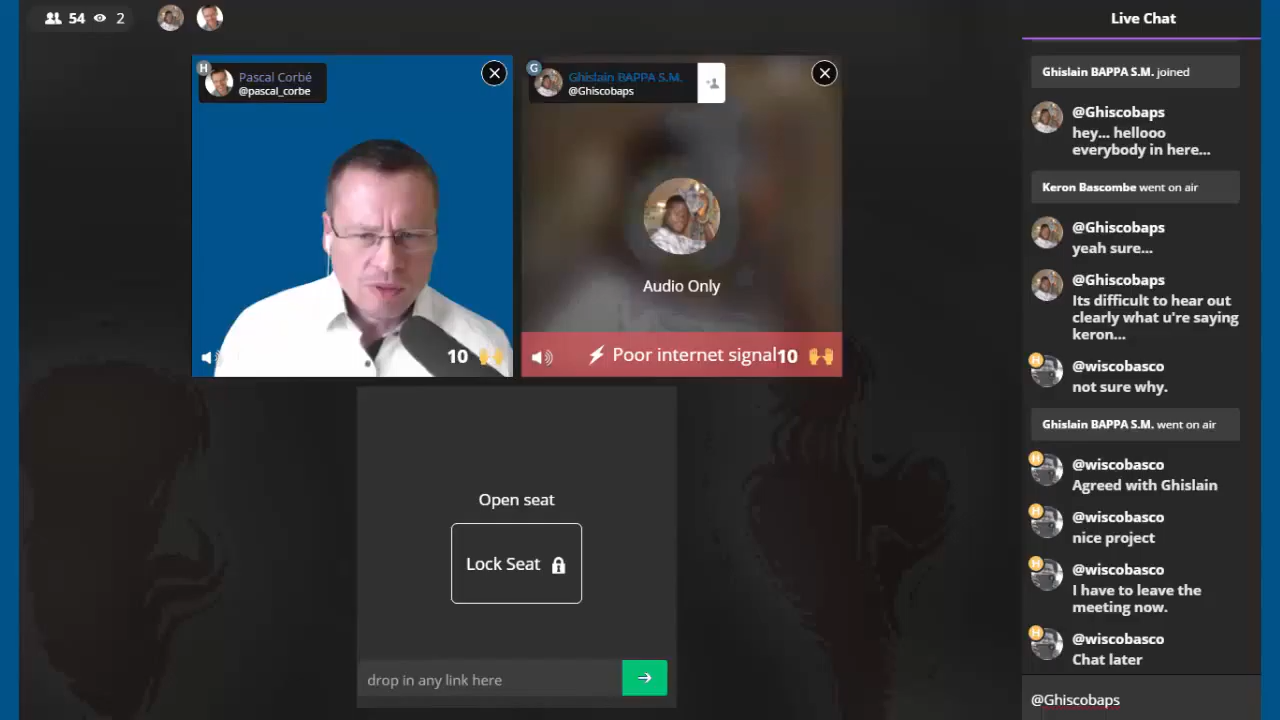 54 2
H Pascal Corbé
@pascal_corbe
10
G Ghislain BAPPA S.M.
@Ghiscobaps
Audio Only
Poor internet signal 10
Open seat
Lock Seat
drop in any link here
Live Chat
Ghislain BAPPA S.M. joined
@Ghiscobaps
hey... hellooo
everybody in here...
Keron Bascombe went on air
@Ghiscobaps
yeah sure...
@Ghiscobaps
Its difficult to hear out
clearly what u're saying
keron...
H @wiscobasco
not sure why.
Ghislain BAPPA S.M. went on air
H @wiscobasco
Agreed with Ghislain
H @wiscobasco
nice project
H @wiscobasco
I have to leave the
meeting now.
H @wiscobasco
Chat later
@Ghiscobaps